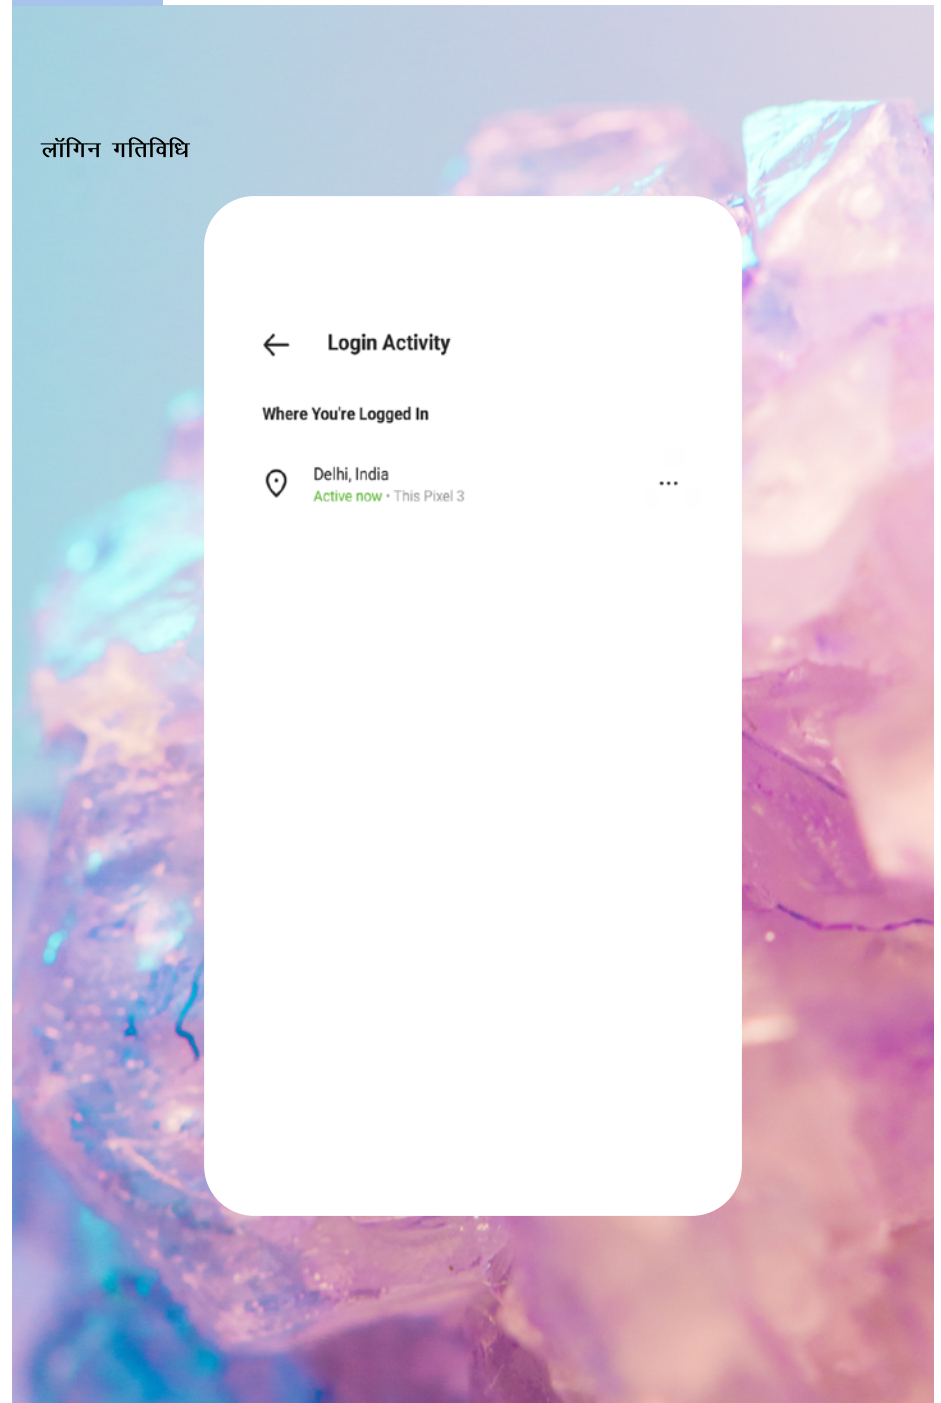 लॉगिन गतिविधि
Login Activity
Where You're Logged In
Delhi, India
Active now • This Pixel 3